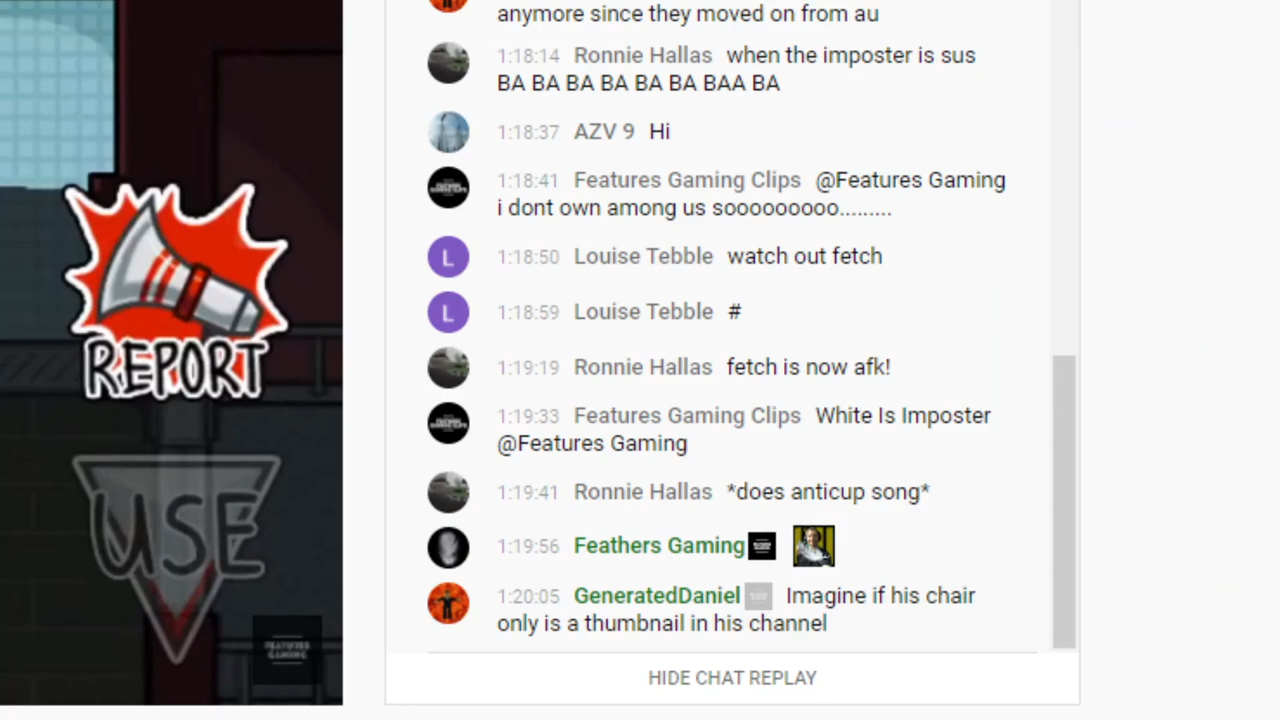 anymore since they moved on from au
1:18:14 Ronnie Hallas when the imposter is sus
BA BA BA BA BA BA BAA BA
1:18:37 AZV 9 Hi
1:18:41 Features Gaming Clips @Features Gaming
i dont own among us sooooooooo.........
L 1:18:50 Louise Tebble watch out fetch
L 1:18:59 Louise Tebble #
1:19:19 Ronnie Hallas fetch is now afk!
1:19:33 Features Gaming Clips White Is Imposter
@Features Gaming
1:19:41 Ronnie Hallas *does anticup song*
1:19:56 Feathers Gaming
1:20:05 GeneratedDaniel Imagine if his chair
only is a thumbnail in his channel
HIDE CHAT REPLAY
REPORT
USE
FEATURES
GAMING